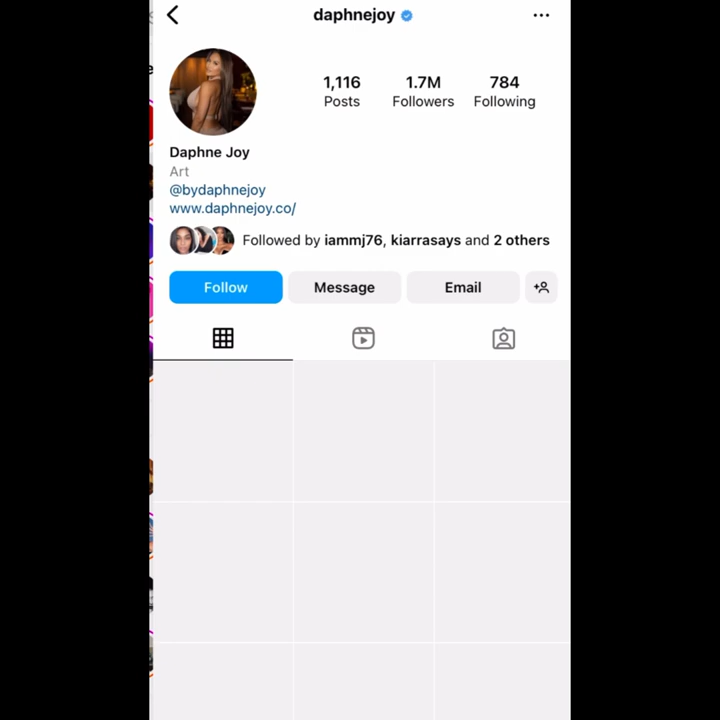 daphnejoy
1,116 1.7M 784
Posts Followers Following
Daphne Joy
Art
@bydaphnejoy
www.daphnejoy.co/
Followed by iammj76, kiarrasays and 2 others
Follow Message Email